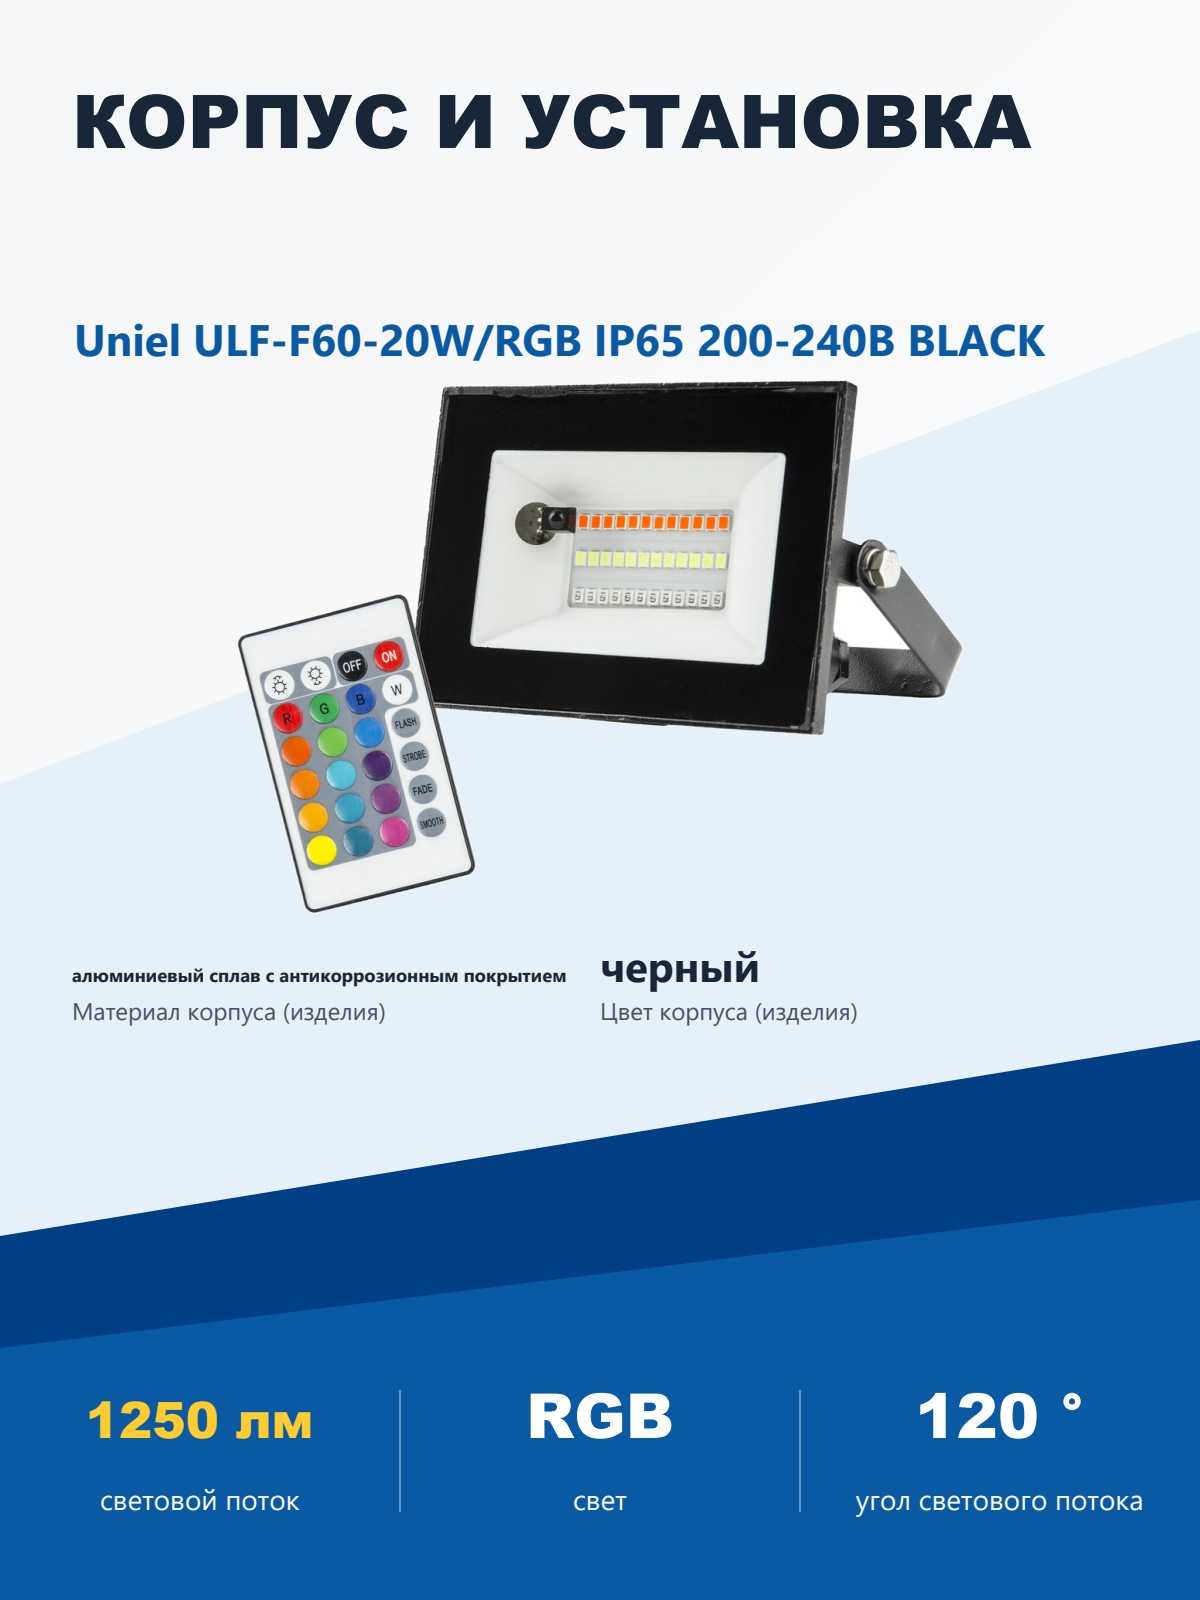 КОРПУС И УСТАНОВКА
Uniel ULF-F60-20W/RGB IP65 200-240В BLACK
OFF ON
R G B W
FLASH
STROBE
FADE
SMOOTH
алюминиевый сплав с антикоррозионным покрытием
Материал корпуса (изделия)
черный
Цвет корпуса (изделия)
1250 лм
световой поток
RGB
свет
120 °
угол светового потока